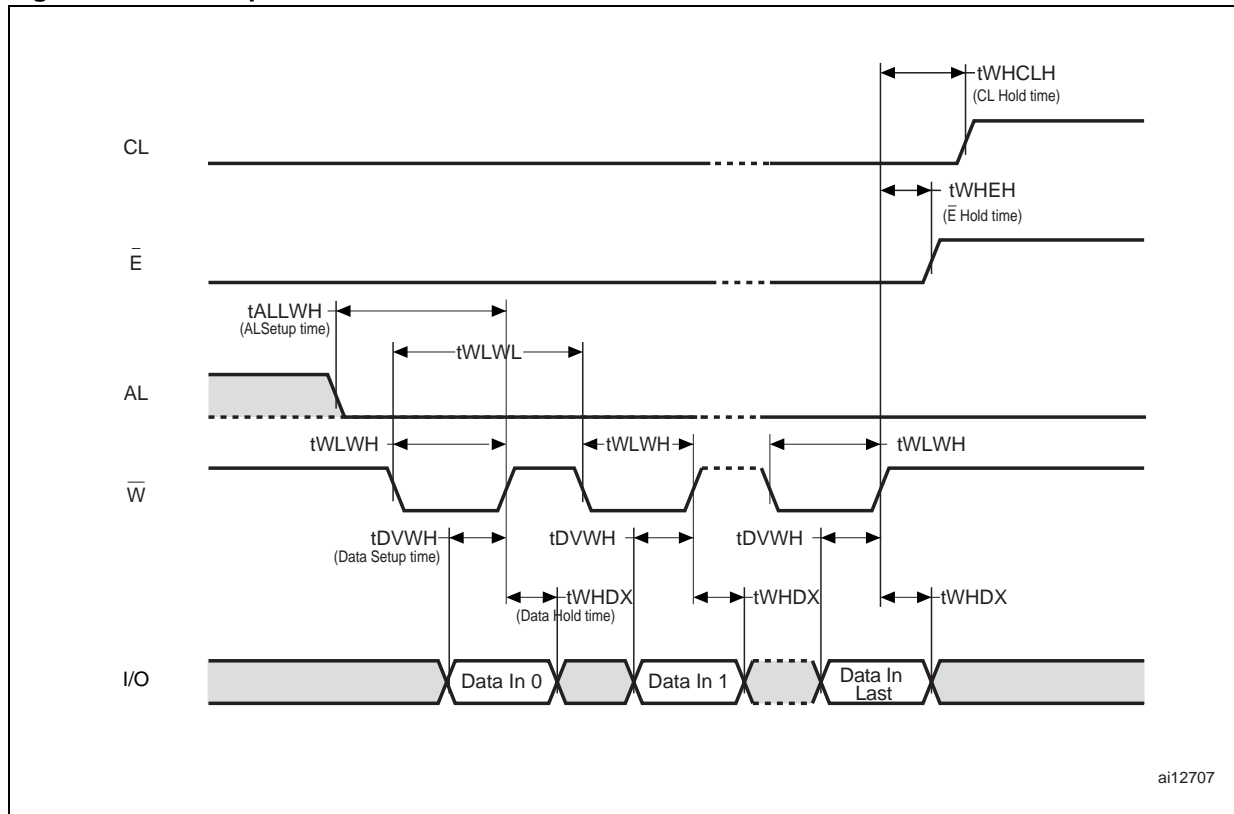 tWHCLH
(CL Hold time)
CL
tWHEH
(E̅ Hold time)
E̅
tALLWH
(ALSetup time)
tWLWL
AL
tWLWH
tWLWH
tWLWH
W̅
tDVWH
(Data Setup time)
tDVWH
tDVWH
tWHDX
(Data Hold time)
tWHDX
tWHDX
I/O
Data In 0
Data In 1
Data In
Last
ai12707